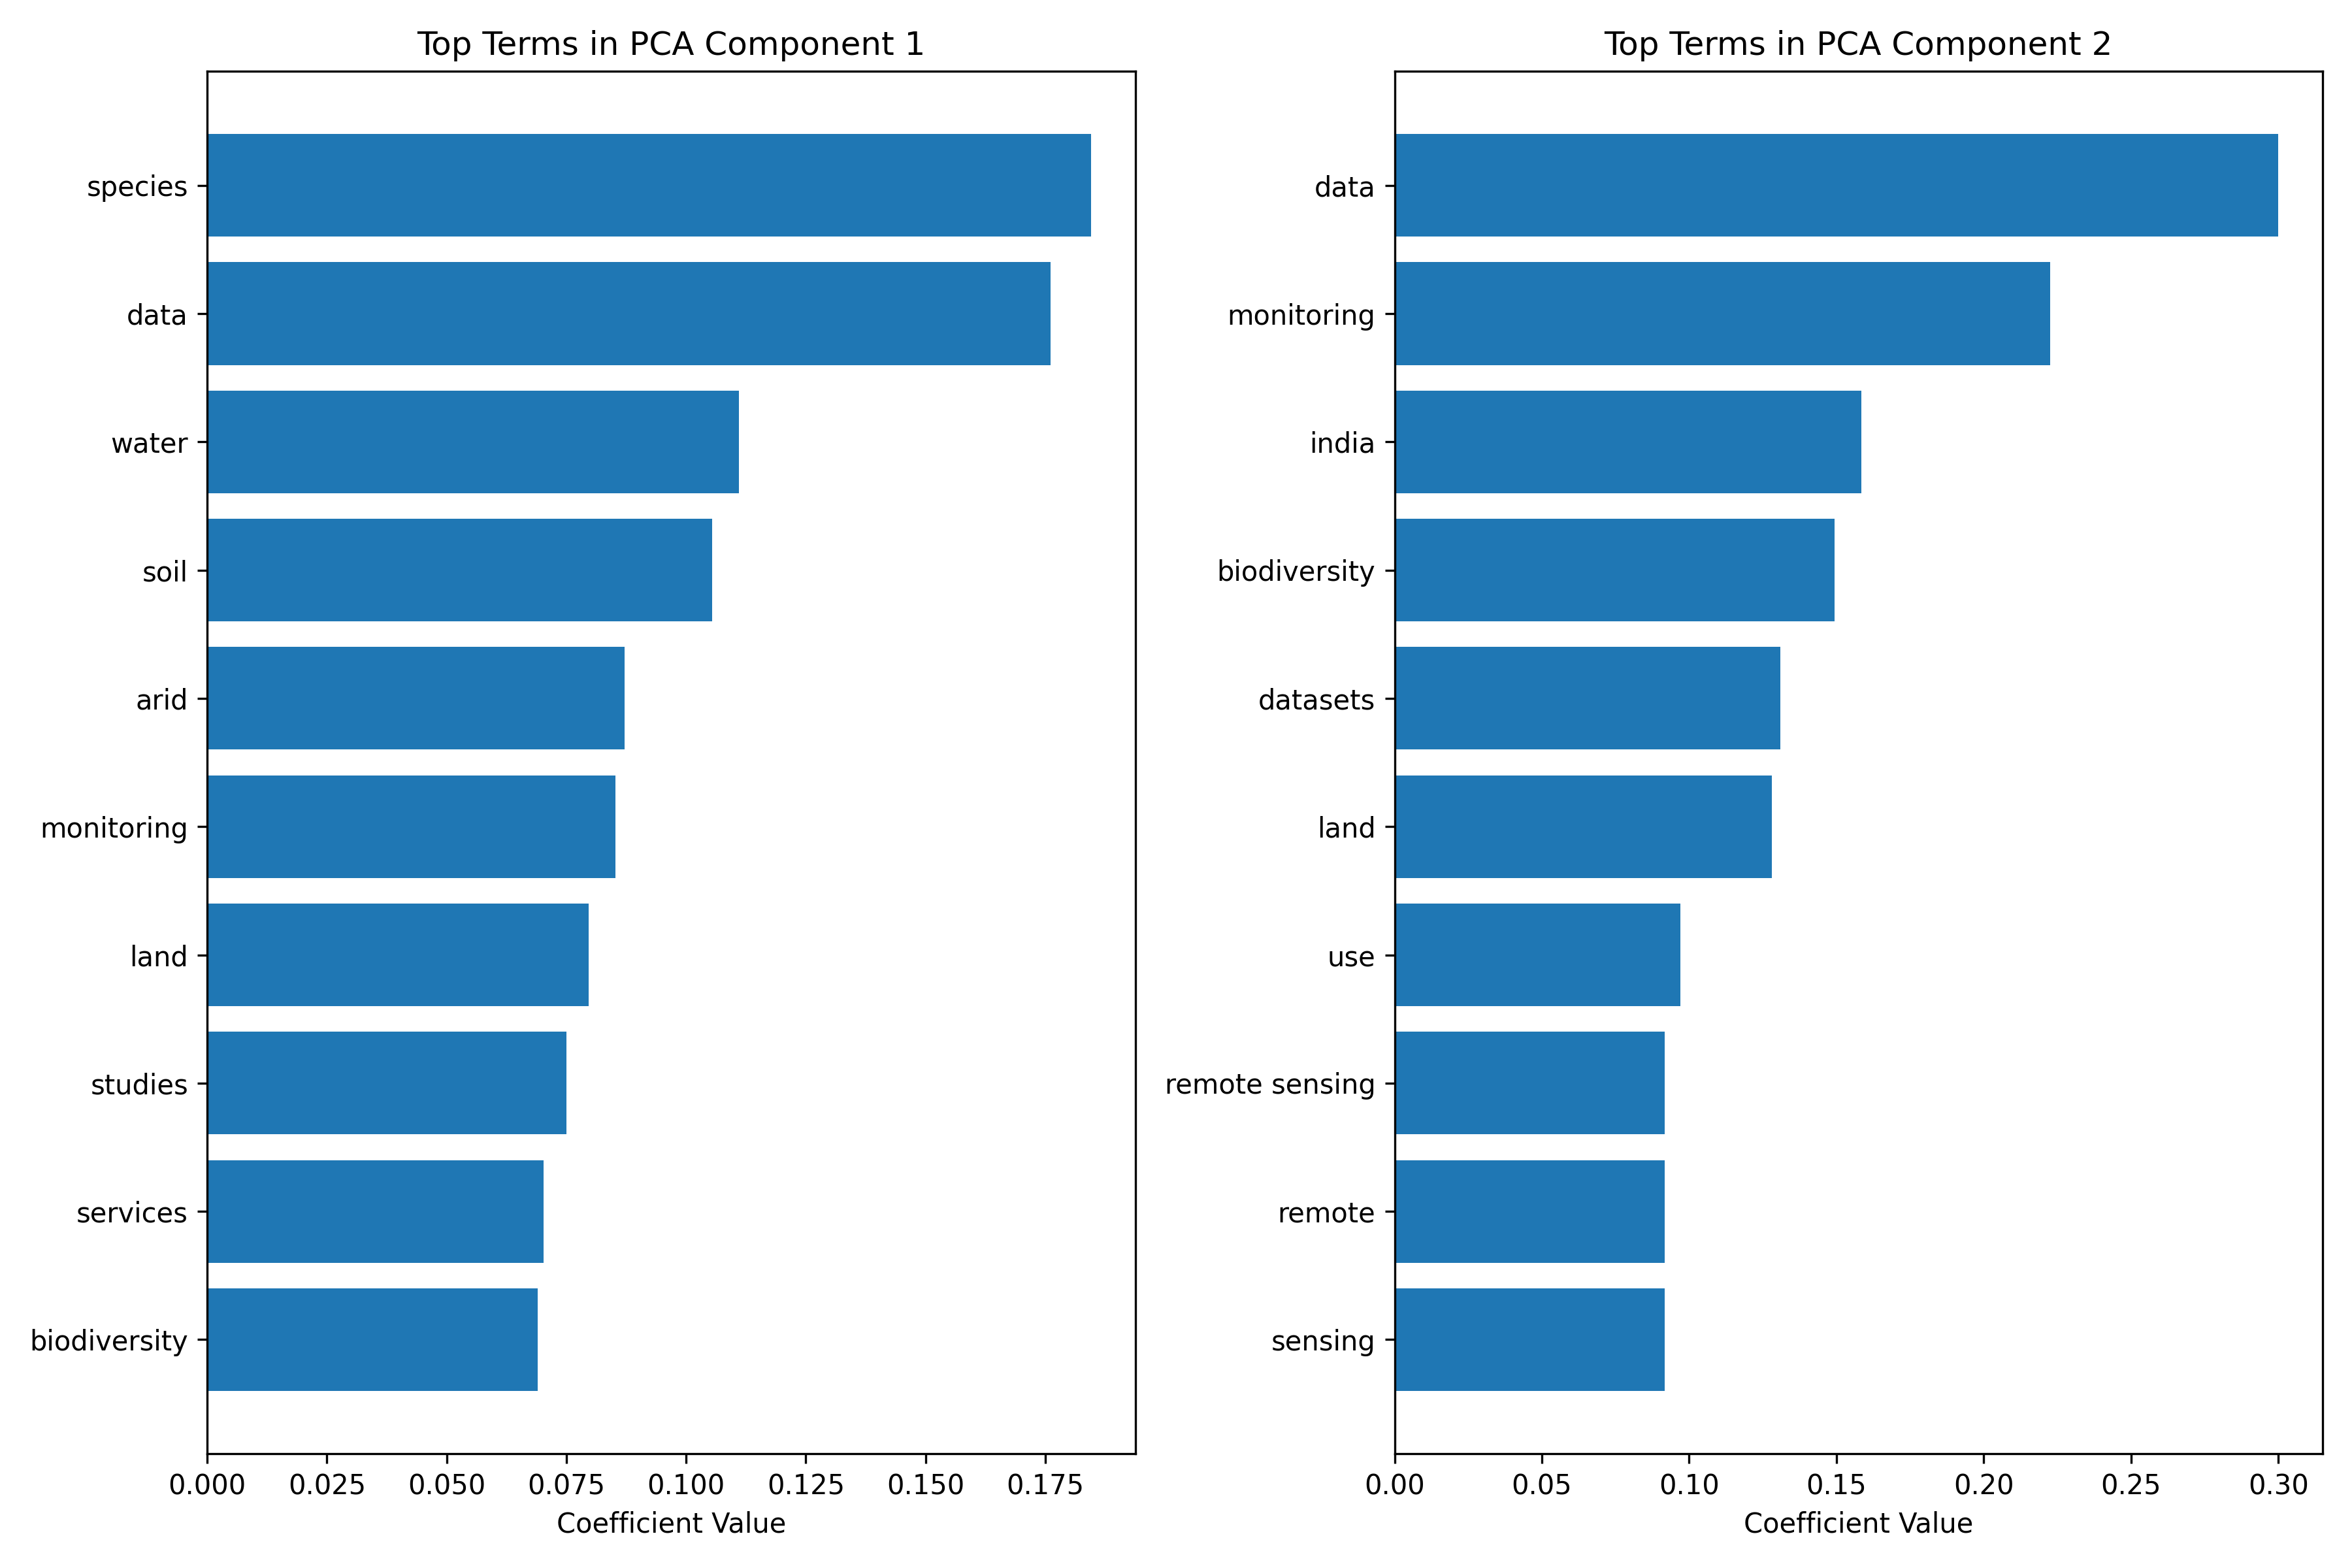 Top Terms in PCA Component 1
species
data
water
soil
arid
monitoring
land
studies
services
biodiversity
0.000 0.025 0.050 0.075 0.100 0.125 0.150 0.175
Coefficient Value
Top Terms in PCA Component 2
data
monitoring
india
biodiversity
datasets
land
use
remote sensing
remote
sensing
0.00 0.05 0.10 0.15 0.20 0.25 0.30
Coefficient Value